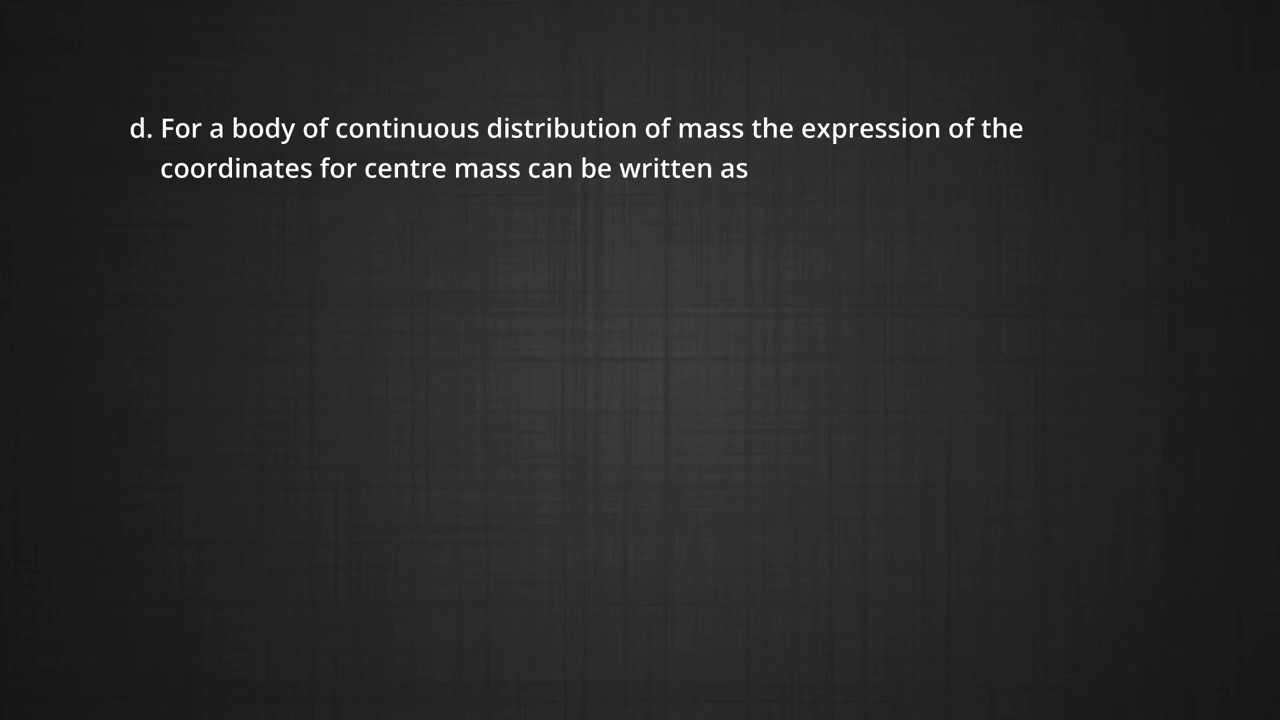 d. For a body of continuous distribution of mass the expression of the
coordinates for centre mass can be written as